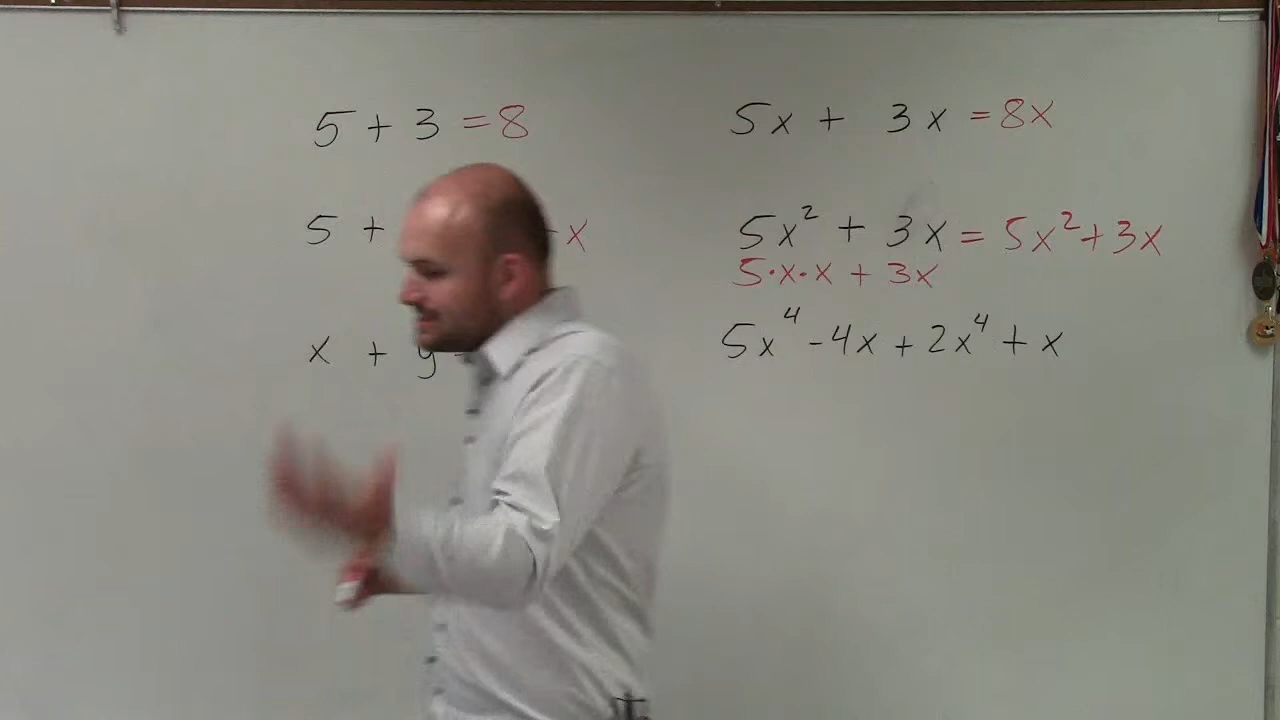 5 + 3 = 8
5x + 3x = 8x
5 + x
5x² + 3x = 5x² + 3x
5·x·x + 3x
x + y
5x⁴ - 4x + 2x⁴ + x